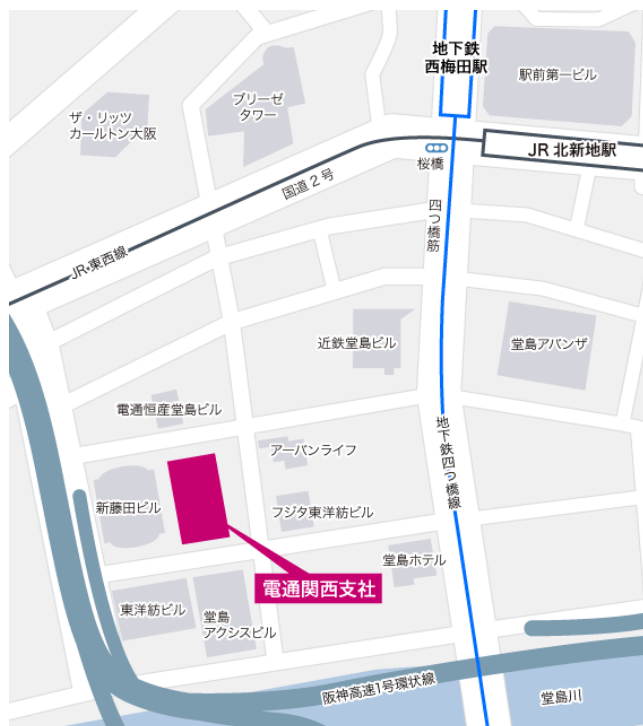 地下鉄
西梅田駅
駅前第一ビル
ブリーゼ
タワー
ザ・リッツ
カールトン大阪
JR 北新地駅
桜橋
国道2号
四つ橋筋
JR・東西線
近鉄堂島ビル
堂島アバンザ
電通恒産堂島ビル
地下鉄四つ橋線
アーバンライフ
新藤田ビル
フジタ東洋紡ビル
堂島ホテル
電通関西支社
東洋紡ビル
堂島
アクシスビル
阪神高速1号環状線
堂島川